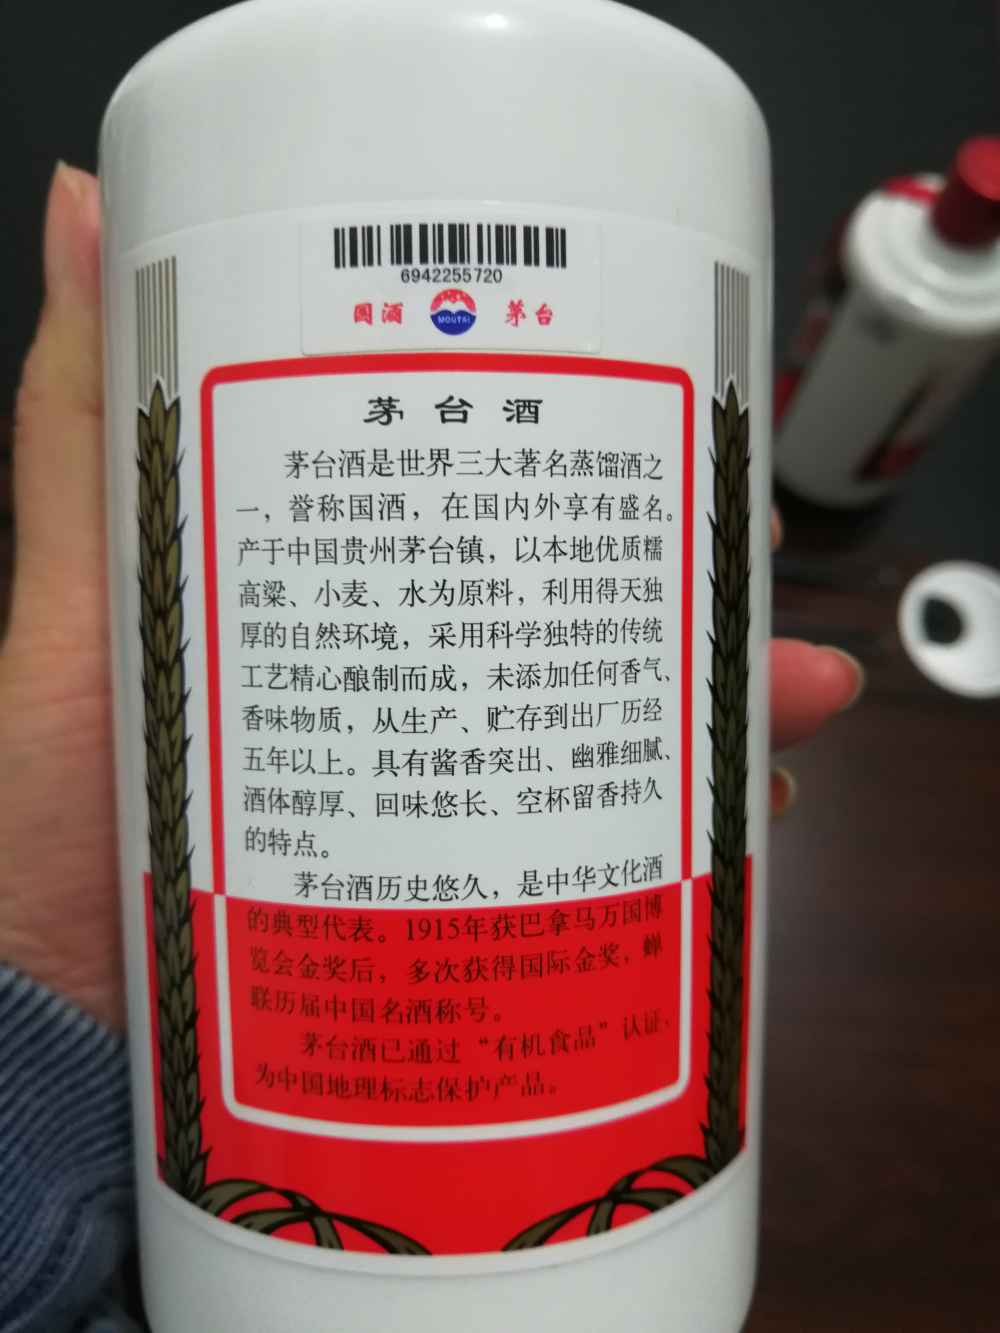 6942255720
国酒 MOUTAI 茅台
茅台酒
茅台酒是世界三大著名蒸馏酒之
一，誉称国酒，在国内外享有盛名。
产于中国贵州茅台镇，以本地优质糯
高粱、小麦、水为原料，利用得天独
厚的自然环境，采用科学独特的传统
工艺精心酿制而成，未添加任何香气、
香味物质，从生产、贮存到出厂历经
五年以上。具有酱香突出、幽雅细腻、
酒体醇厚、回味悠长、空杯留香持久
的特点。
茅台酒历史悠久，是中华文化酒
的典型代表。1915年获巴拿马万国博
览会金奖后，多次获得国际金奖，蝉
联历届中国名酒称号。
茅台酒已通过“有机食品”认证，
为中国地理标志保护产品。